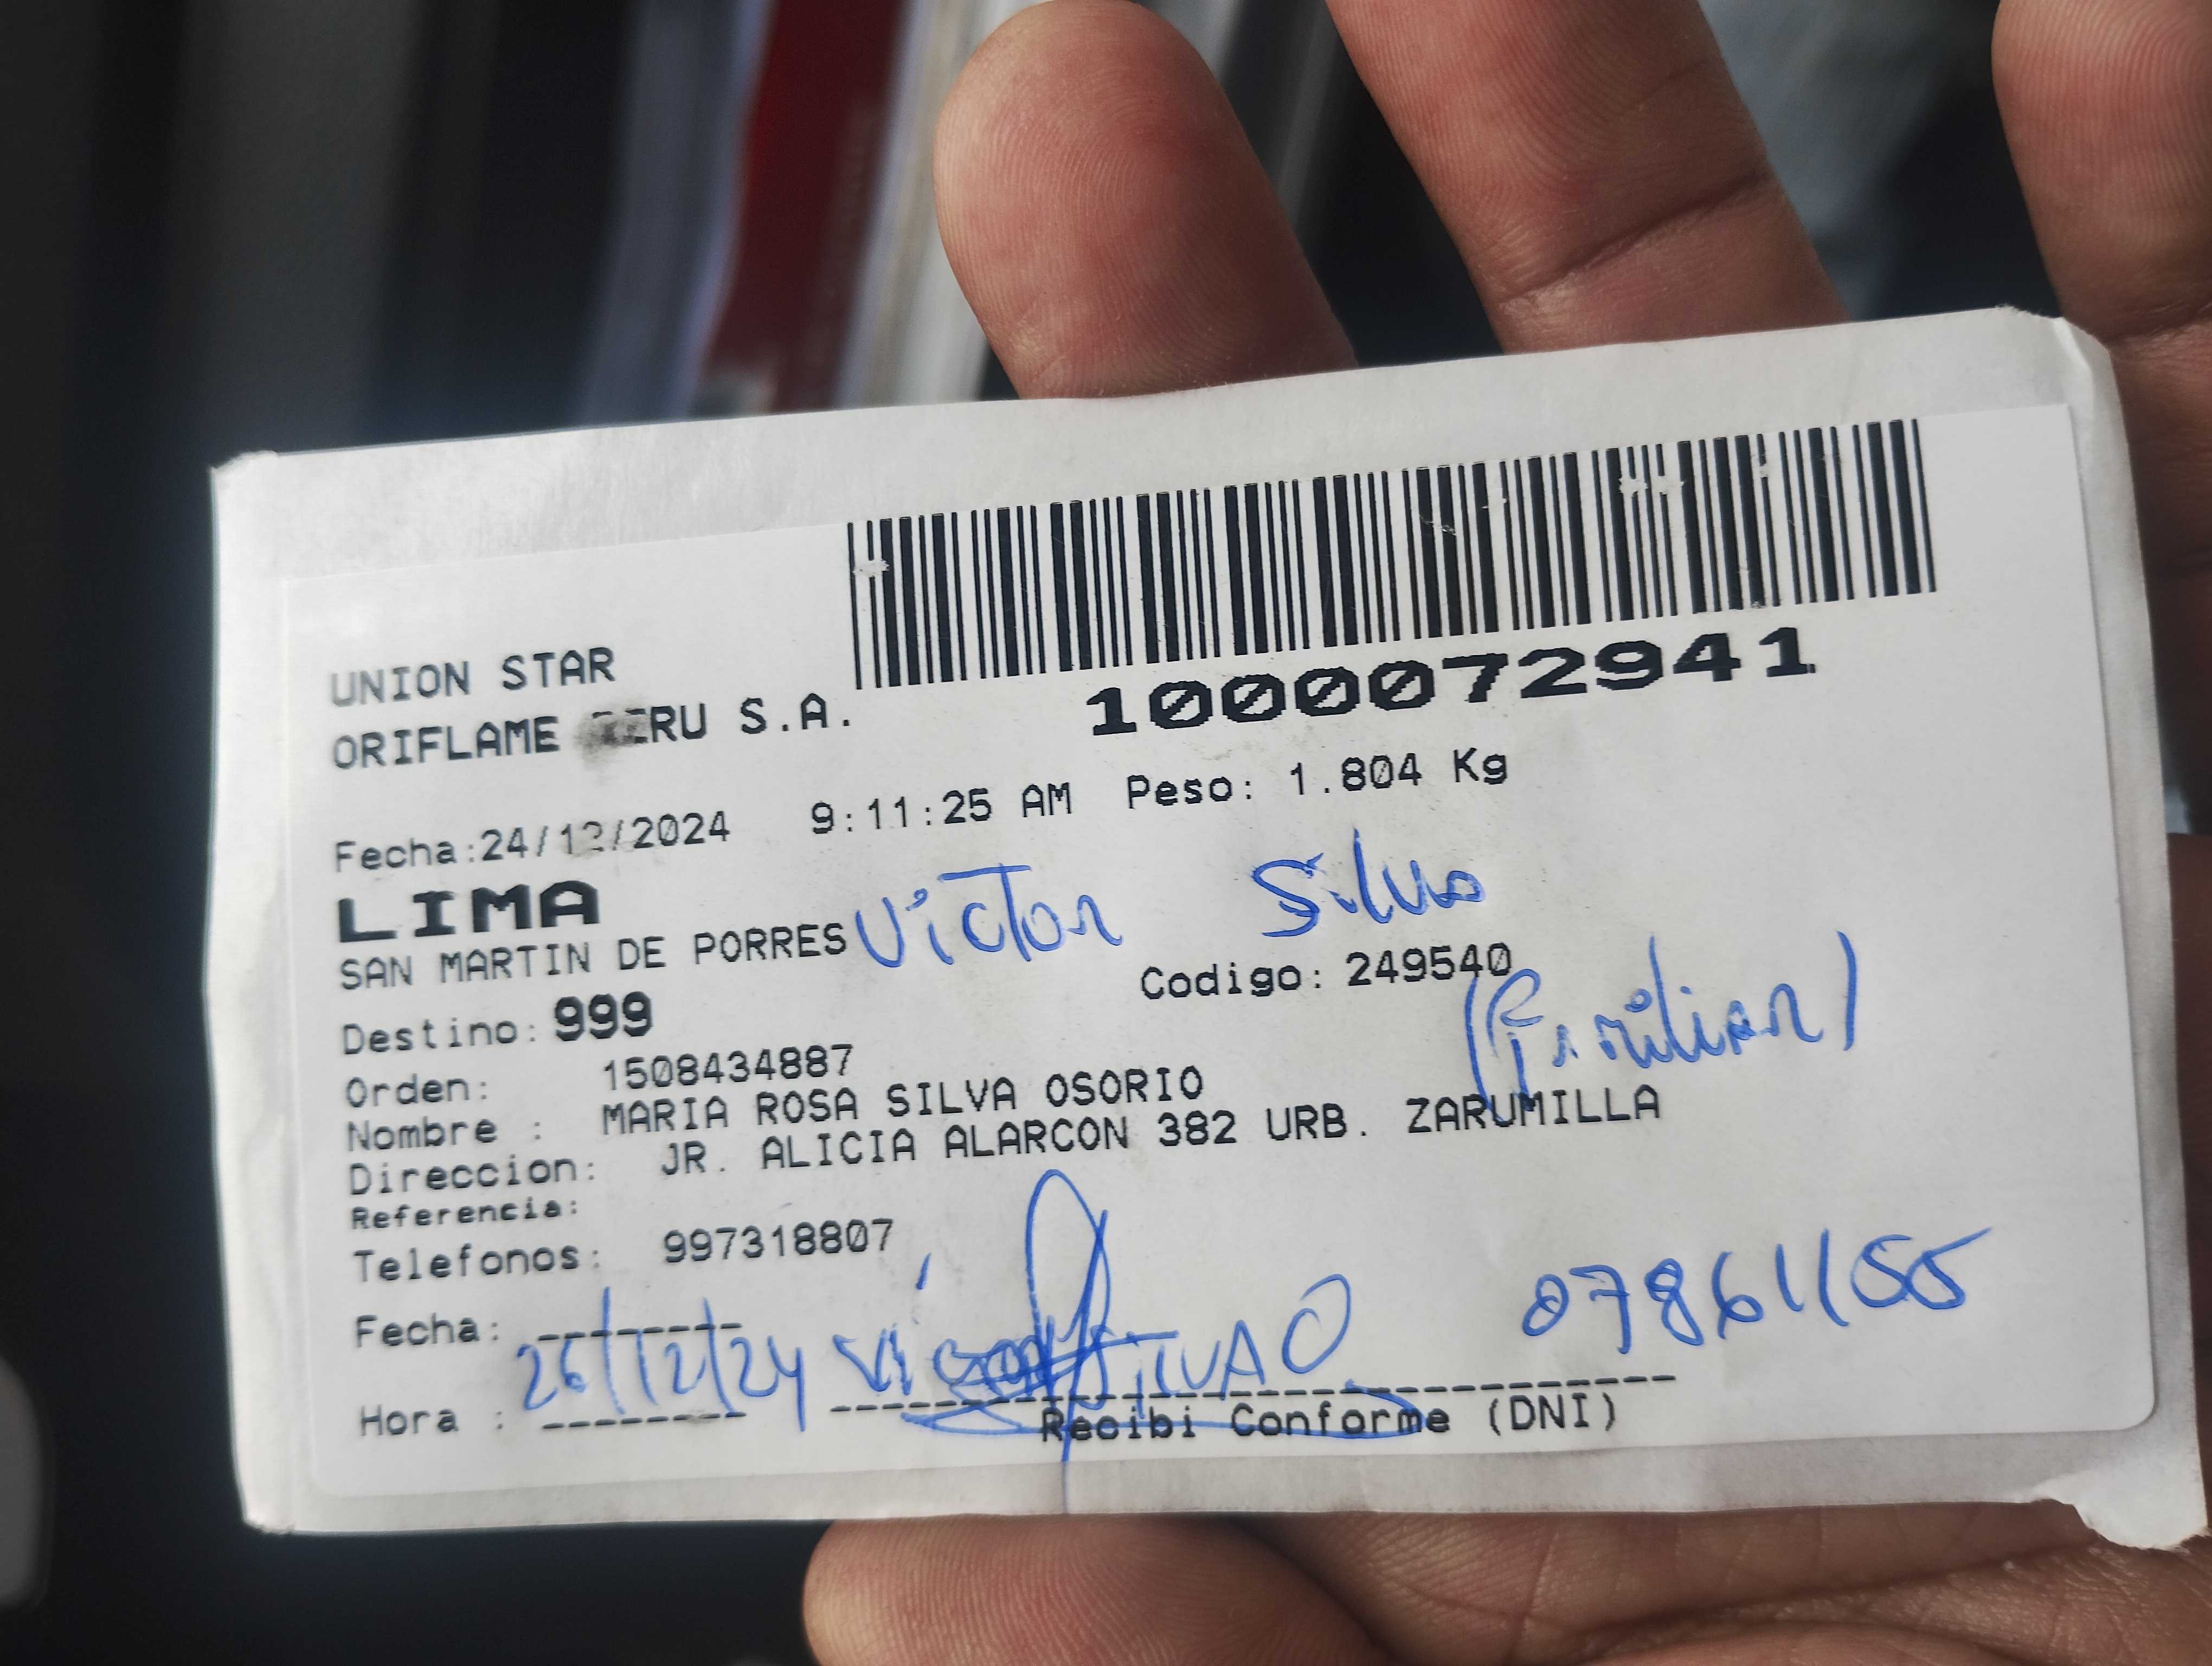 UNION STAR
ORIFLAME PERU S.A.
1000072941
Fecha:24/12/2024 9:11:25 AM Peso: 1.804 Kg
LIMA
SAN MARTIN DE PORRES Victor Silva
Destino: 999 Codigo: 249540
(Familiar)
Orden: 1508434887
Nombre : MARIA ROSA SILVA OSORIO
Direccion: JR. ALICIA ALARCON 382 URB. ZARUMILLA
Referencia:
Telefonos: 997318807
Fecha: 26/12/24 SILVA O. 07861155
Hora :
Recibi Conforme (DNI)